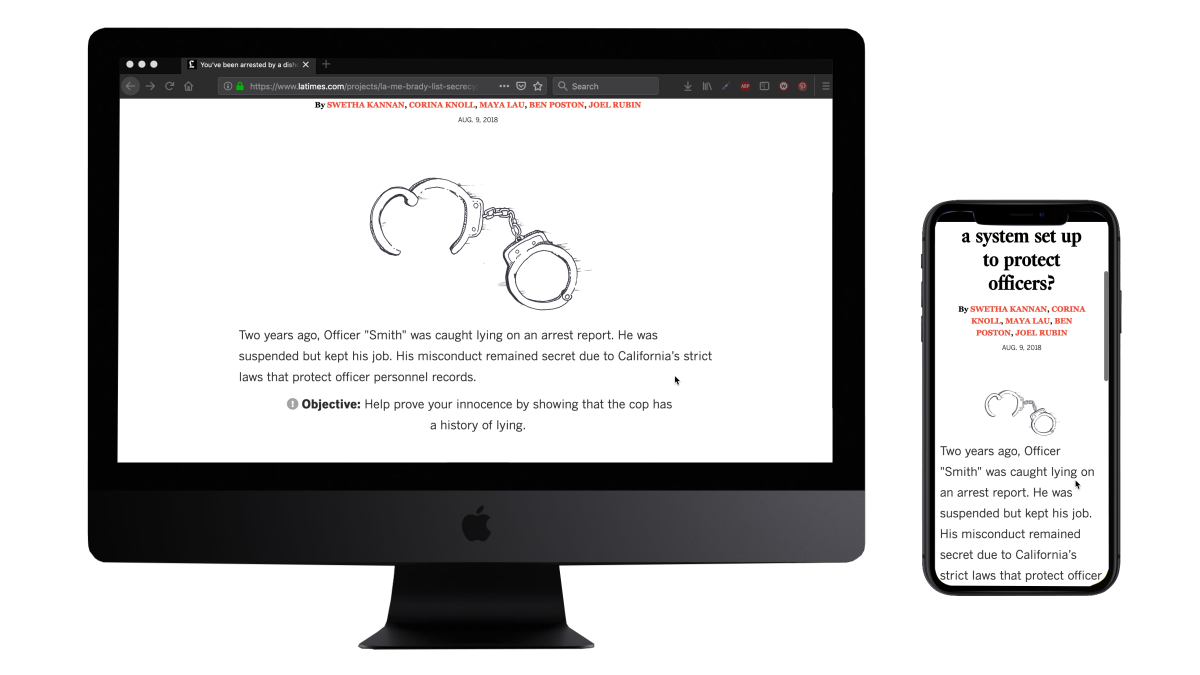 You've been arrested by a dish
https://www.latimes.com/projects/la-me-brady-list-secrecy
Search
ABP
By SWETHA KANNAN, CORINA KNOLL, MAYA LAU, BEN POSTON, JOEL RUBIN
AUG. 9, 2018
Two years ago, Officer "Smith" was caught lying on an arrest report. He was
suspended but kept his job. His misconduct remained secret due to California's strict
laws that protect officer personnel records.
Objective: Help prove your innocence by showing that the cop has
a history of lying.
a system set up
to protect
officers?
By SWETHA KANNAN, CORINA
KNOLL, MAYA LAU, BEN
POSTON, JOEL RUBIN
AUG. 9, 2018
Two years ago, Officer
"Smith" was caught lying on
an arrest report. He was
suspended but kept his job.
His misconduct remained
secret due to California's
strict laws that protect officer